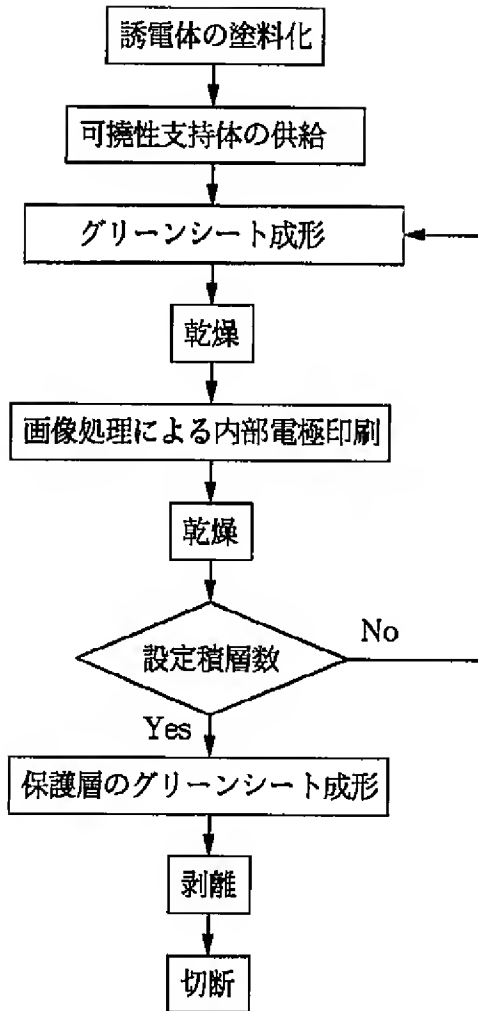 誘電体の塗料化
可撓性支持体の供給
グリーンシート成形
乾燥
画像処理による内部電極印刷
乾燥
設定積層数
No
Yes
保護層のグリーンシート成形
剥離
切断